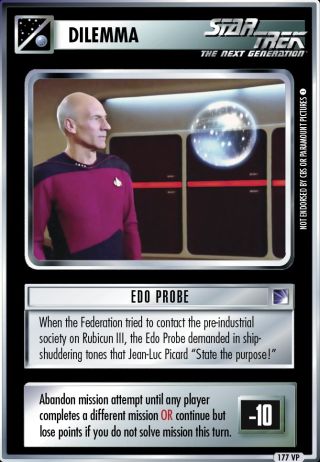 DILEMMA
STAR TREK
THE NEXT GENERATION
NOT ENDORSED BY CBS OR PARAMOUNT PICTURES
EDO PROBE
When the Federation tried to contact the pre-industrial
society on Rubicun III, the Edo Probe demanded in ship-
shuddering tones that Jean-Luc Picard "State the purpose!"
Abandon mission attempt until any player
completes a different mission OR continue but
lose points if you do not solve mission this turn.
-10
177 VP